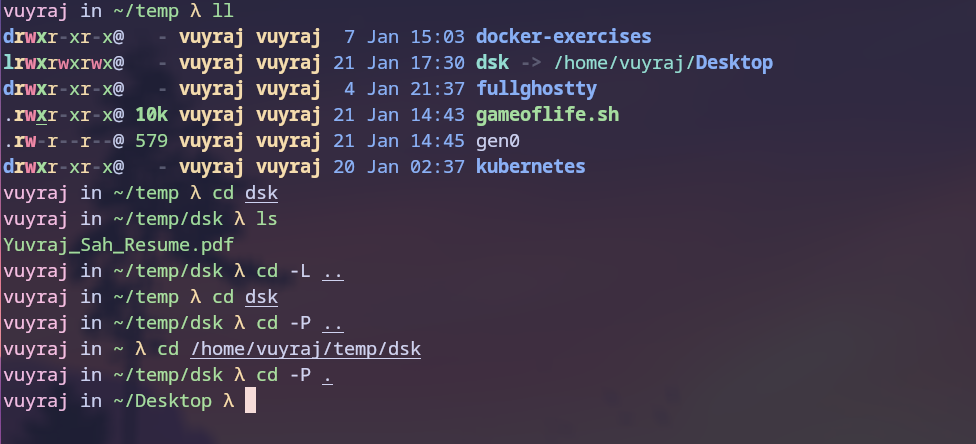 vuyraj in ~/temp λ ll
drwxr-xr-x@   - vuyraj vuyraj  7 Jan 15:03 docker-exercises
lrwxrwxrwx@   - vuyraj vuyraj 21 Jan 17:30 dsk -> /home/vuyraj/Desktop
drwxr-xr-x@   - vuyraj vuyraj  4 Jan 21:37 fullghostty
.rwxr-xr-x@ 10k vuyraj vuyraj 21 Jan 14:43 gameoflife.sh
.rw-r--r--@ 579 vuyraj vuyraj 21 Jan 14:45 gen0
drwxr-xr-x@   - vuyraj vuyraj 20 Jan 02:37 kubernetes
vuyraj in ~/temp λ cd dsk
vuyraj in ~/temp/dsk λ ls
Yuvraj_Sah_Resume.pdf
vuyraj in ~/temp/dsk λ cd -L ..
vuyraj in ~/temp λ cd dsk
vuyraj in ~/temp/dsk λ cd -P ..
vuyraj in ~ λ cd /home/vuyraj/temp/dsk
vuyraj in ~/temp/dsk λ cd -P .
vuyraj in ~/Desktop λ